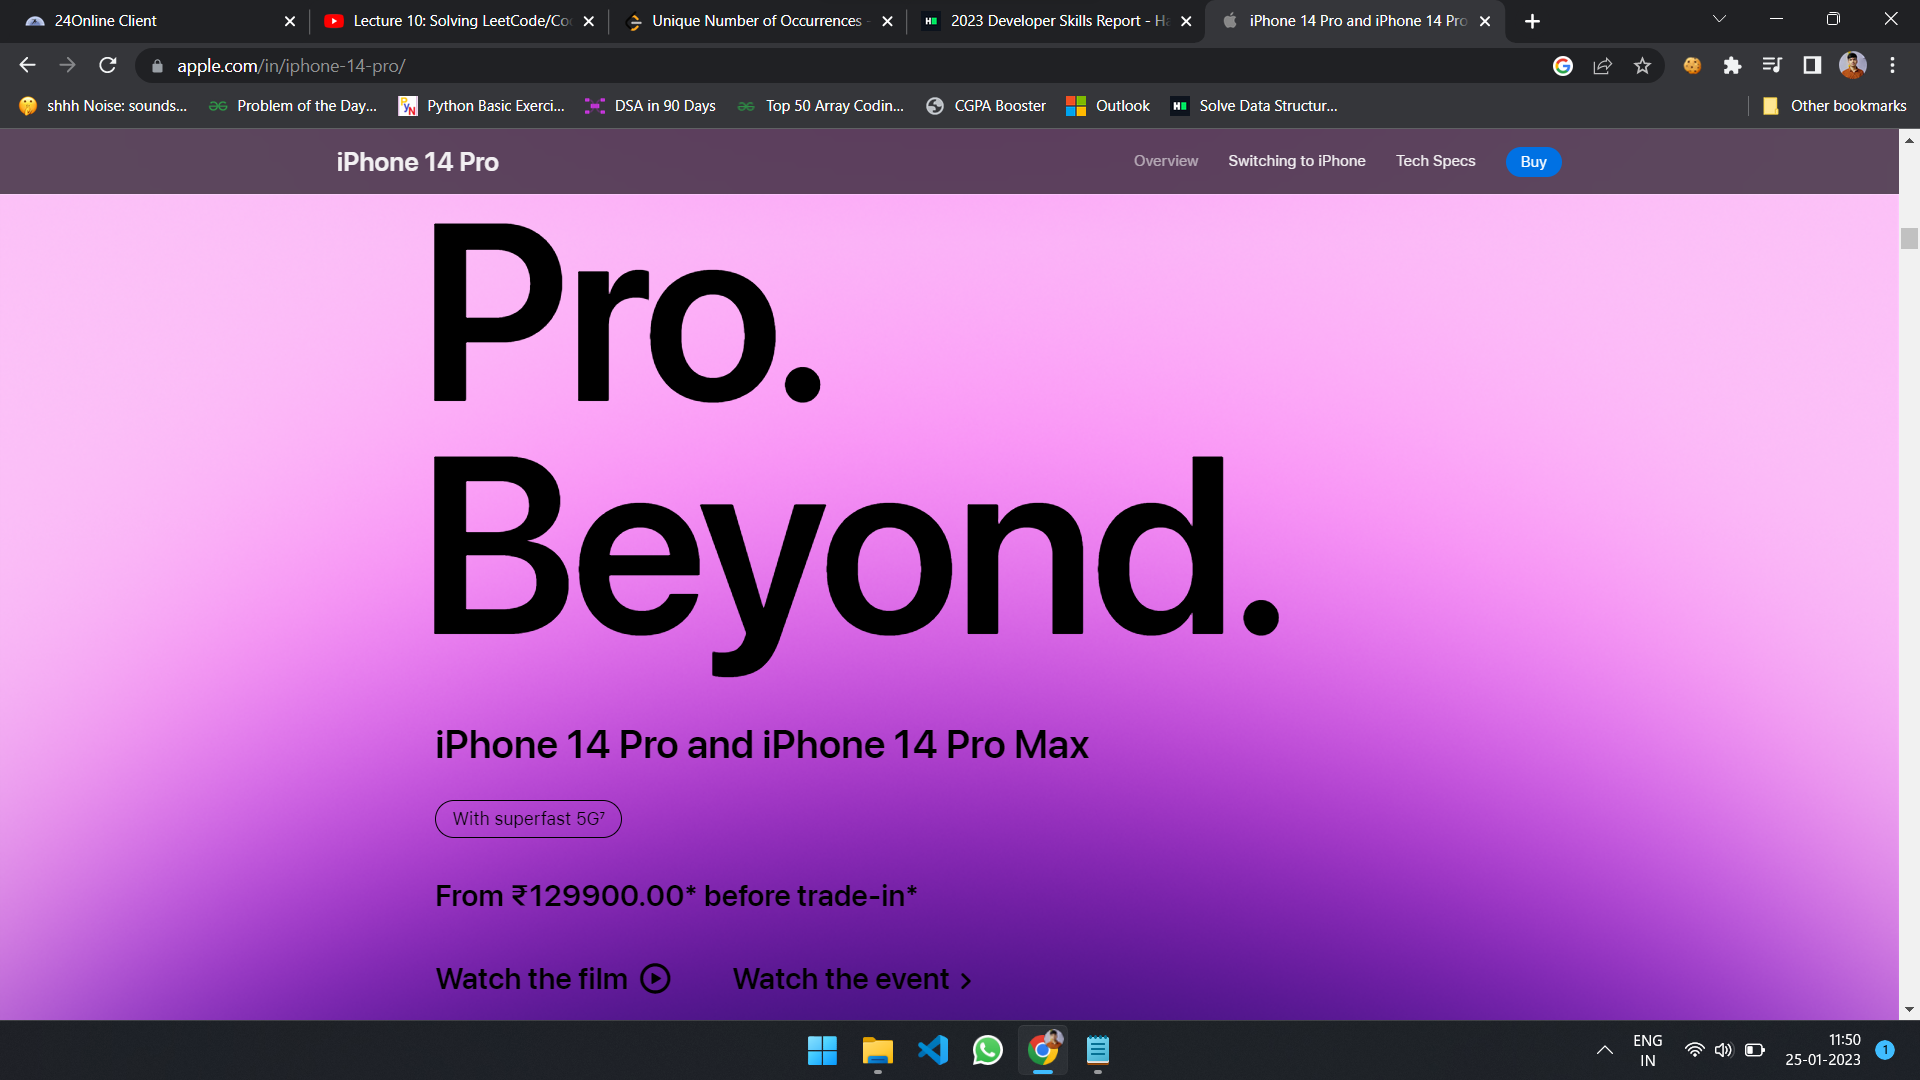 24Online Client
Lecture 10: Solving LeetCode/Co
Unique Number of Occurrences -
2023 Developer Skills Report - Ha
iPhone 14 Pro and iPhone 14 Pro
apple.com/in/iphone-14-pro/
shhh Noise: sounds...
Problem of the Day...
Python Basic Exerci...
DSA in 90 Days
Top 50 Array Codin...
CGPA Booster
Outlook
Solve Data Structur...
Other bookmarks
iPhone 14 Pro
Overview
Switching to iPhone
Tech Specs
Buy
Pro.
Beyond.
iPhone 14 Pro and iPhone 14 Pro Max
With superfast 5G⁷
From ₹129900.00* before trade-in*
Watch the film
Watch the event
ENG
IN
11:50
25-01-2023
1